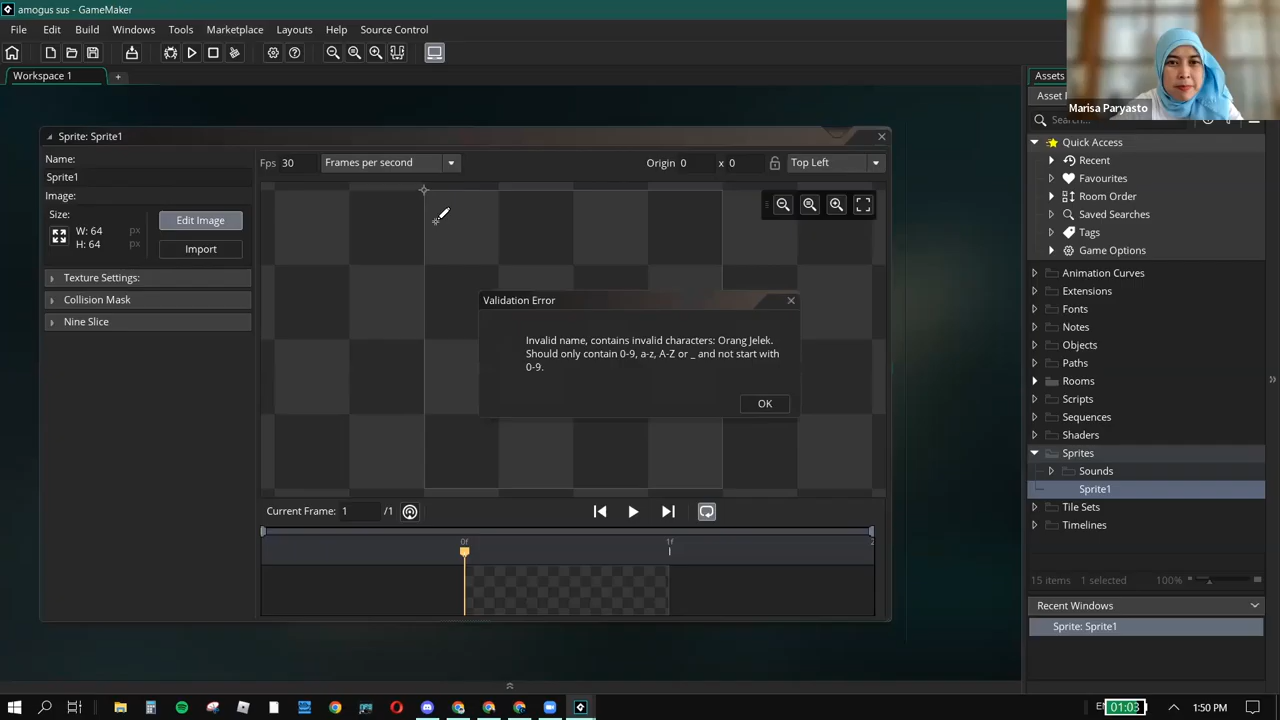 amogus sus - GameMaker
File Edit Build Windows Tools Marketplace Layouts Help Source Control
Workspace 1 +
Marisa Paryasto
Assets
Asset
Search...
Sprite: Sprite1
Name:
Sprite1
Image:
Size:
W: 64 px
H: 64 px
Edit Image
Import
Texture Settings:
Collision Mask
Nine Slice
Fps 30 Frames per second Origin 0 x 0 Top Left
Validation Error
Invalid name, contains invalid characters: Orang Jelek.
Should only contain 0-9, a-z, A-Z or _ and not start with
0-9.
OK
Current Frame: 1 /1
0f 1f 2
Quick Access
Recent
Favourites
Room Order
Saved Searches
Tags
Game Options
Animation Curves
Extensions
Fonts
Notes
Objects
Paths
Rooms
Scripts
Sequences
Shaders
Sprites
Sounds
Sprite1
Tile Sets
Timelines
15 items 1 selected 100%
Recent Windows
Sprite: Sprite1
01:03
1:50 PM